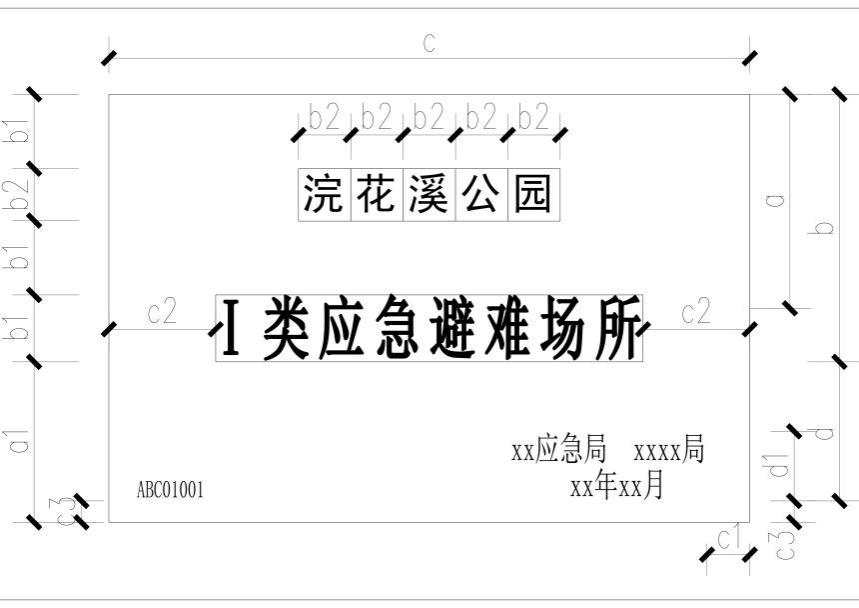 c
b2 b2 b2 b2 b2
b1
浣花溪公园
b2
a
b
b1
c2
I 类应急避难场所
c2
b1
a1
xx应急局 xxxx局
d
d1
ABC01001
xx年xx月
c3
c1
c3